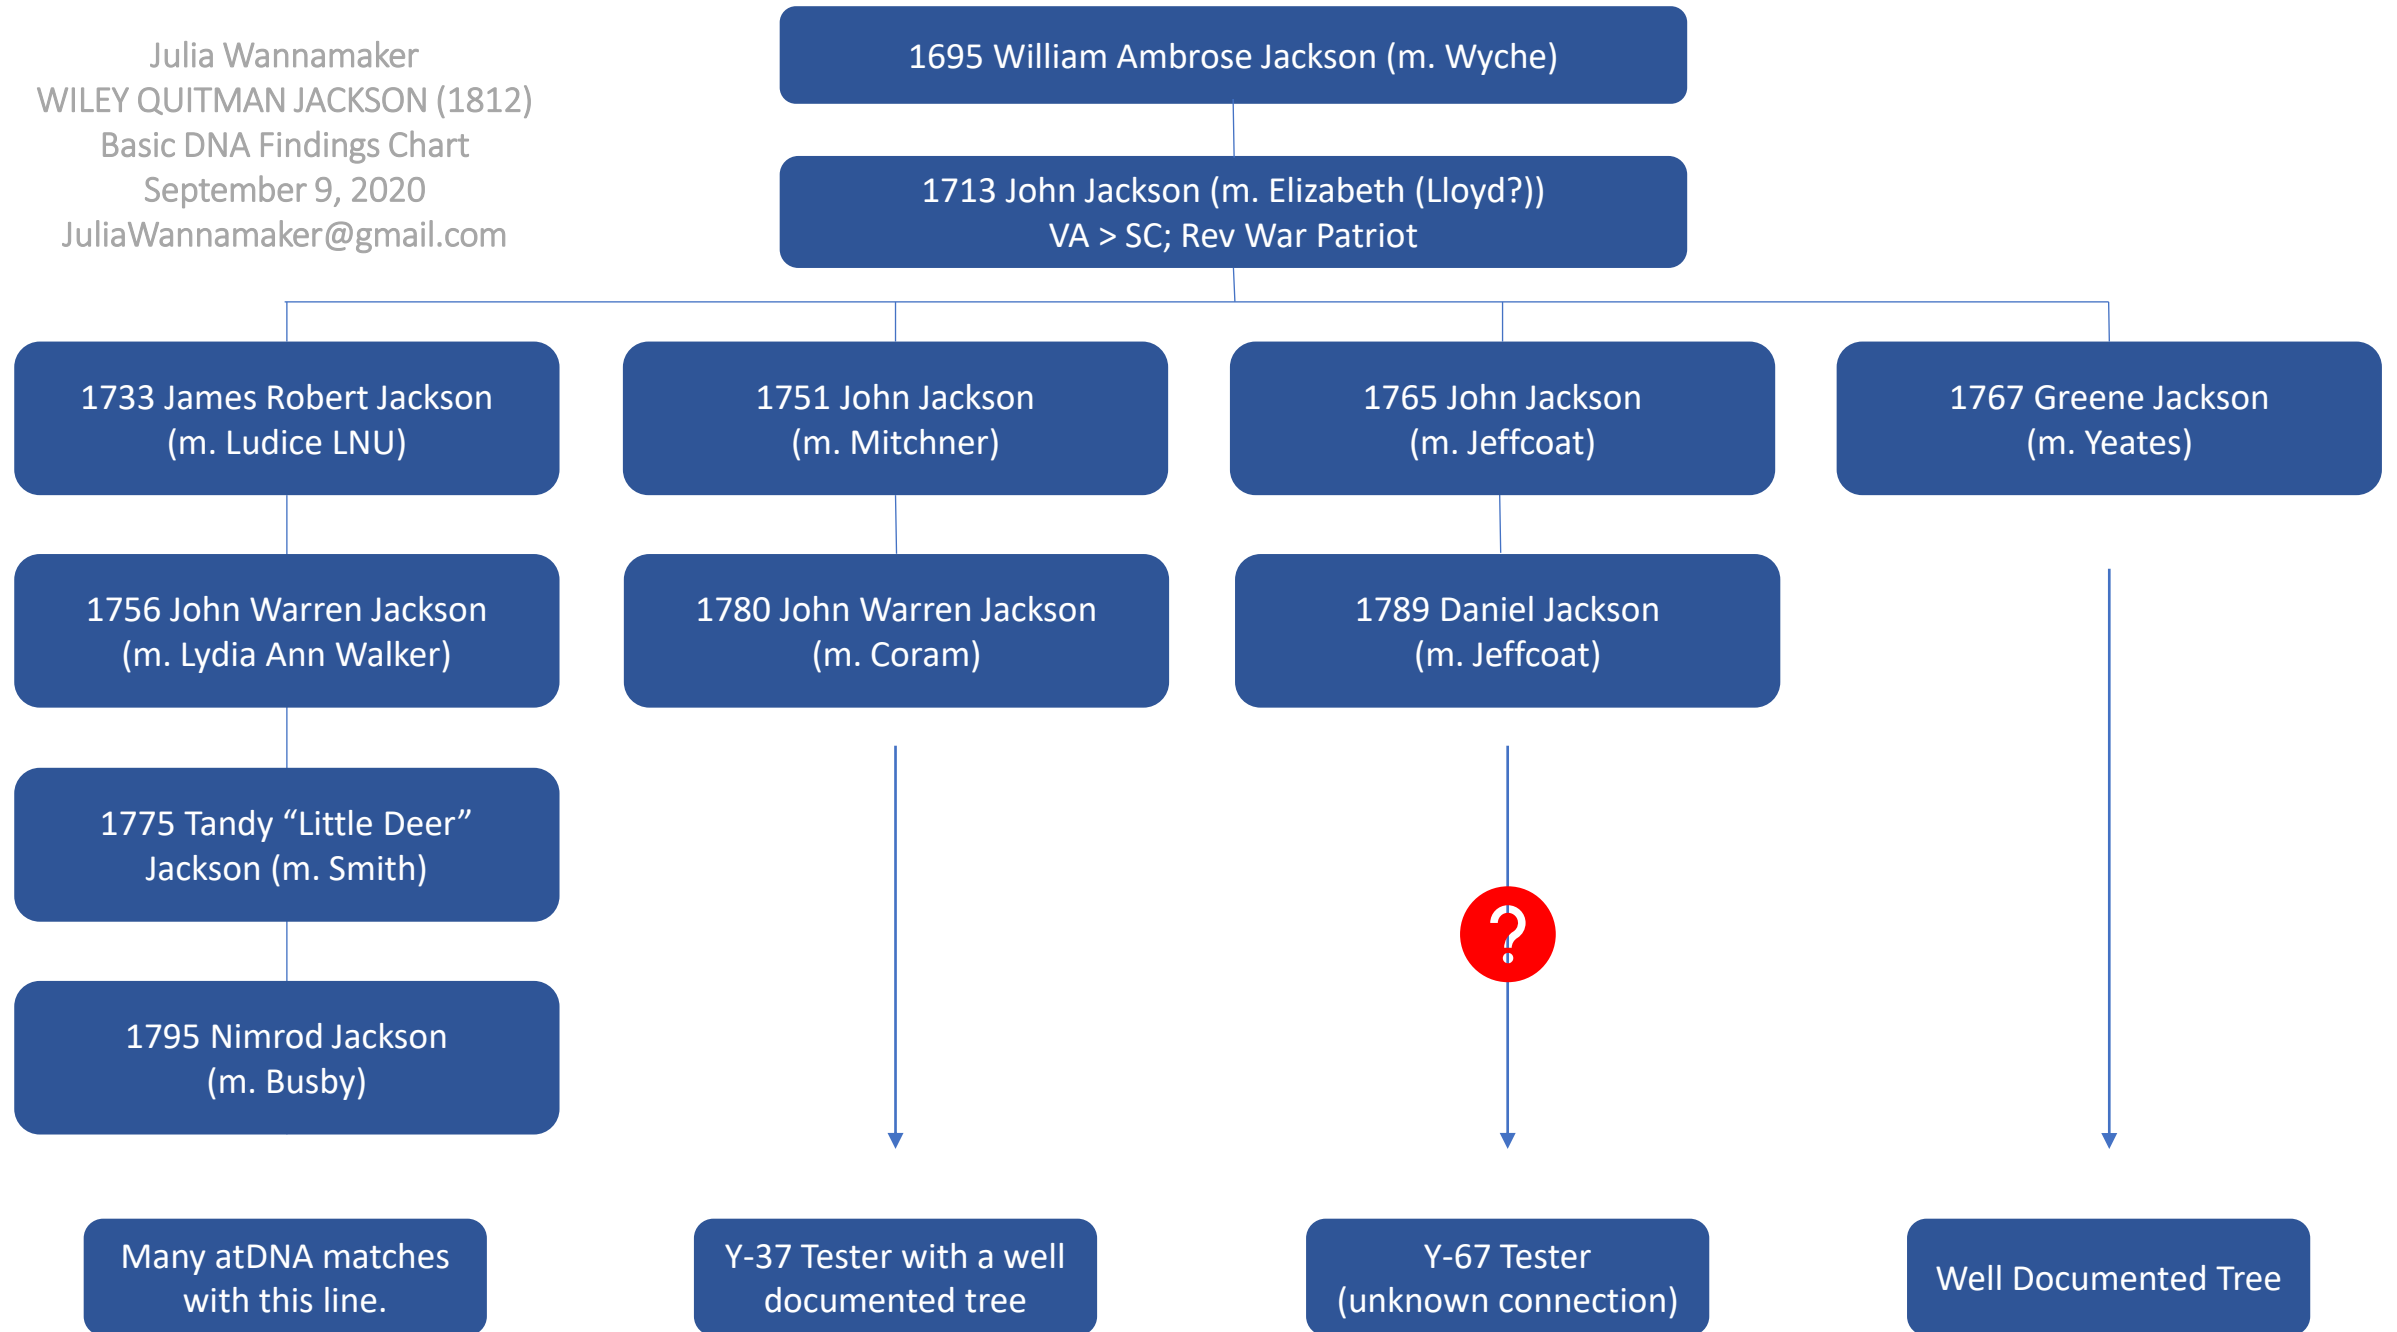 Julia Wannamaker
WILEY QUITMAN JACKSON (1812)
Basic DNA Findings Chart
September 9, 2020
JuliaWannamaker@gmail.com
1695 William Ambrose Jackson (m. Wyche)
1713 John Jackson (m. Elizabeth (Lloyd?))
VA > SC; Rev War Patriot
1733 James Robert Jackson
(m. Ludice LNU)
1751 John Jackson
(m. Mitchner)
1765 John Jackson
(m. Jeffcoat)
1767 Greene Jackson
(m. Yeates)
1756 John Warren Jackson
(m. Lydia Ann Walker)
1780 John Warren Jackson
(m. Coram)
1789 Daniel Jackson
(m. Jeffcoat)
1775 Tandy “Little Deer”
Jackson (m. Smith)
?
1795 Nimrod Jackson
(m. Busby)
Many atDNA matches
with this line.
Y-37 Tester with a well
documented tree
Y-67 Tester
(unknown connection)
Well Documented Tree